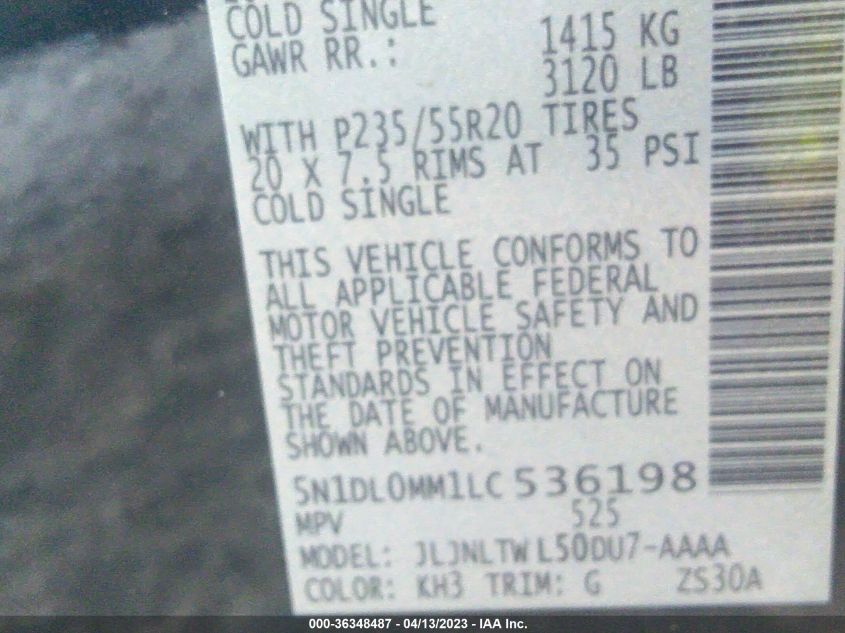 COLD SINGLE
GAWR RR.: 1415 KG
3120 LB
WITH P235/55R20 TIRES
20 X 7.5 RIMS AT 35 PSI
COLD SINGLE
THIS VEHICLE CONFORMS TO
ALL APPLICABLE FEDERAL
MOTOR VEHICLE SAFETY AND
THEFT PREVENTION
STANDARDS IN EFFECT ON
THE DATE OF MANUFACTURE
SHOWN ABOVE.
5N1DL0MM1LC536198
MPV 525
MODEL: JLJNLTWL50DU7-AAAA
COLOR: KH3 TRIM: G ZS30A
000-36348487 - 04/13/2023 - IAA Inc.